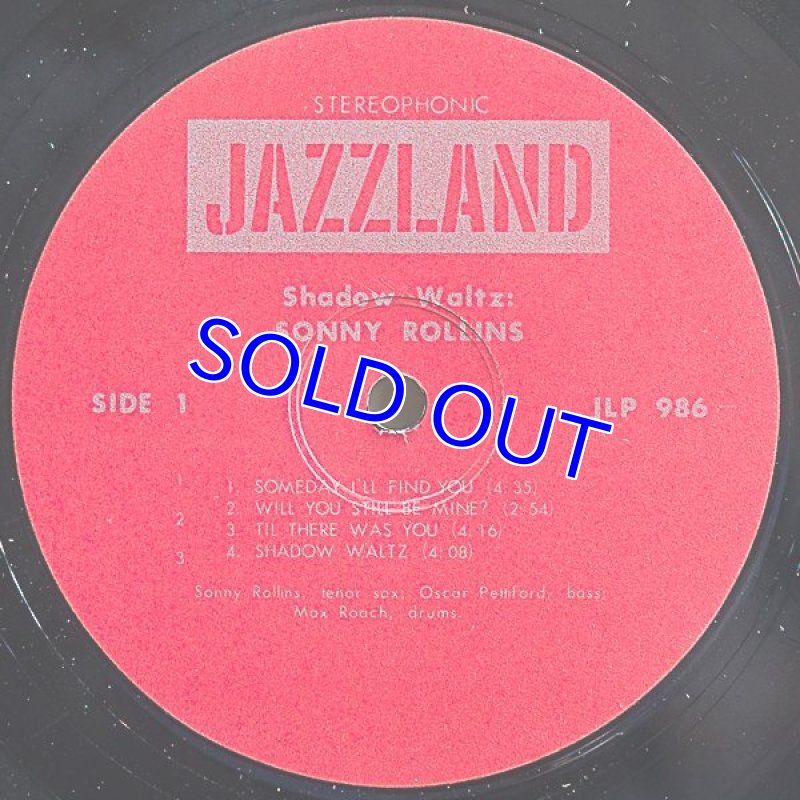 STEREOPHONIC
JAZZLAND
Shadow Waltz:
SONNY ROLLINS
SOLD OUT
SIDE 1
JLP 986
1
1. SOMEDAY I'LL FIND YOU (4:35)
2. WILL YOU STILL BE MINE? (2:54)
2
3. TIL THERE WAS YOU (4:16)
3
4. SHADOW WALTZ (4:08)
Sonny Rollins, tenor sax; Oscar Pettiford, bass;
Max Roach, drums.